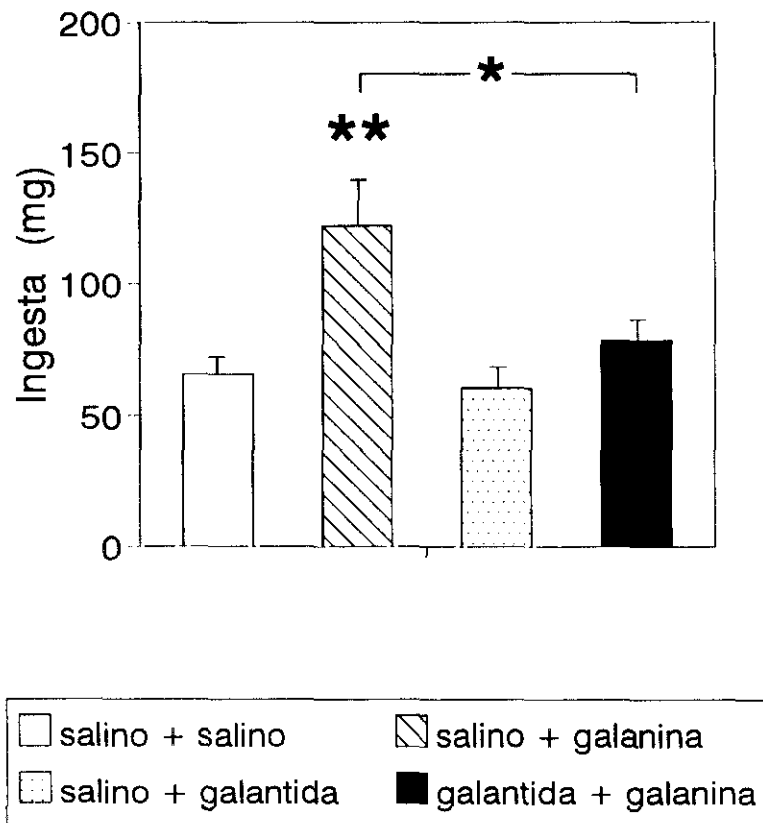 200
*
**
150
Ingesta (mg)
100
50
0
salino + salino
salino + galanina
salino + galantida
galantida + galanina